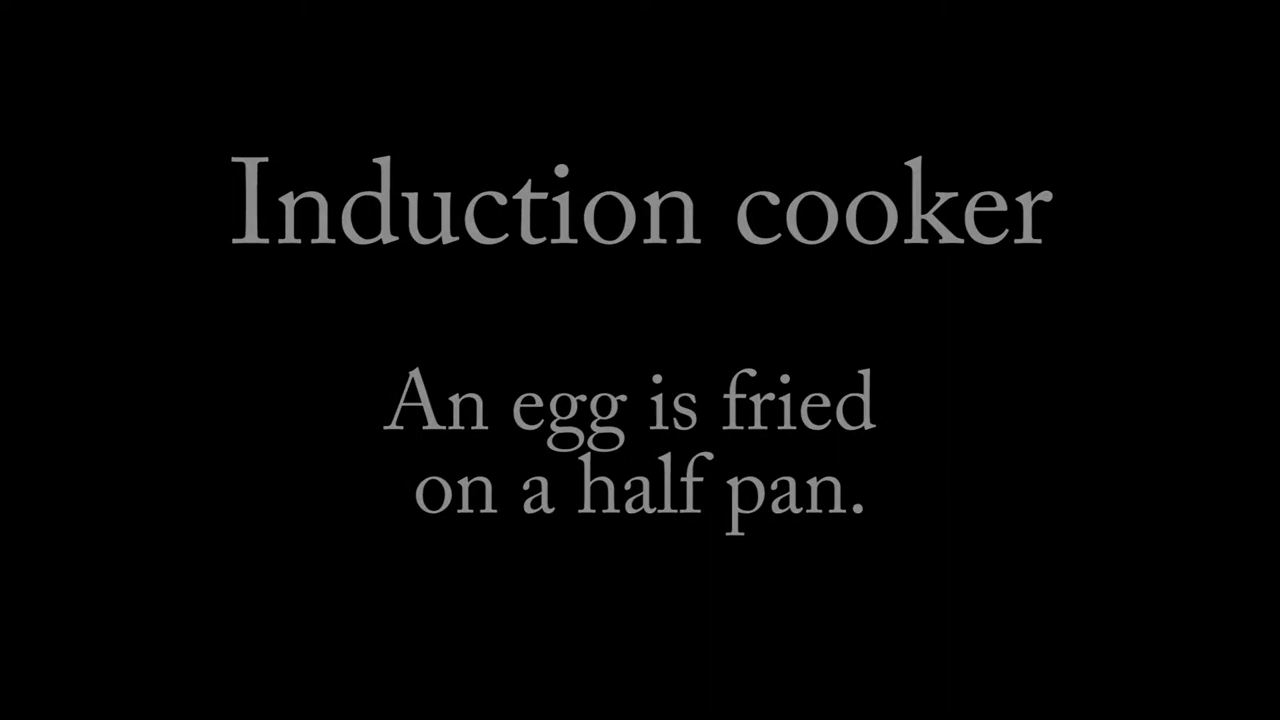 Induction cooker
An egg is fried
on a half pan.